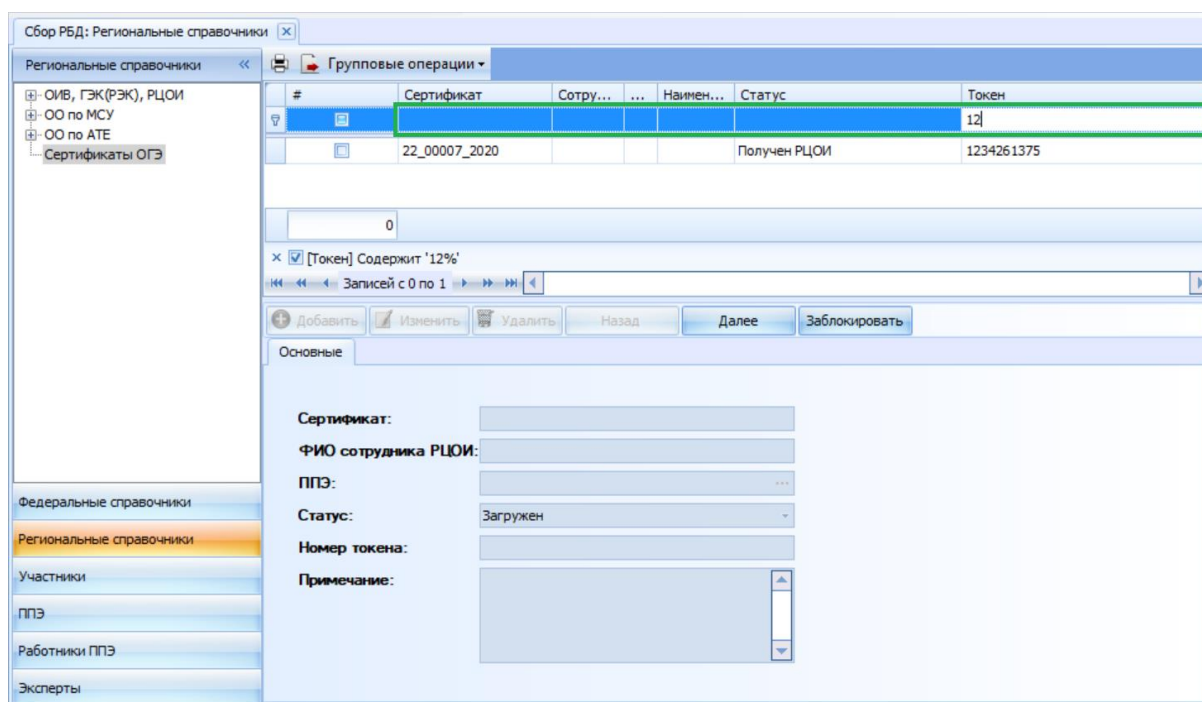 Сбор РБД: Региональные справочники
Региональные справочники
Групповые операции
ОИВ, ГЭК(РЭК), РЦОИ
ОО по МСУ
ОО по АТЕ
Сертификаты ОГЭ
# Сертификат Сотру... ... Наимен... Статус Токен
12
22_00007_2020 Получен РЦОИ 1234261375
0
[Токен] Содержит '12%'
Записей с 0 по 1
Добавить Изменить Удалить Назад Далее Заблокировать
Основные
Сертификат:
ФИО сотрудника РЦОИ:
ППЭ: ...
Статус: Загружен
Номер токена:
Примечание:
Федеральные справочники
Региональные справочники
Участники
ППЭ
Работники ППЭ
Эксперты